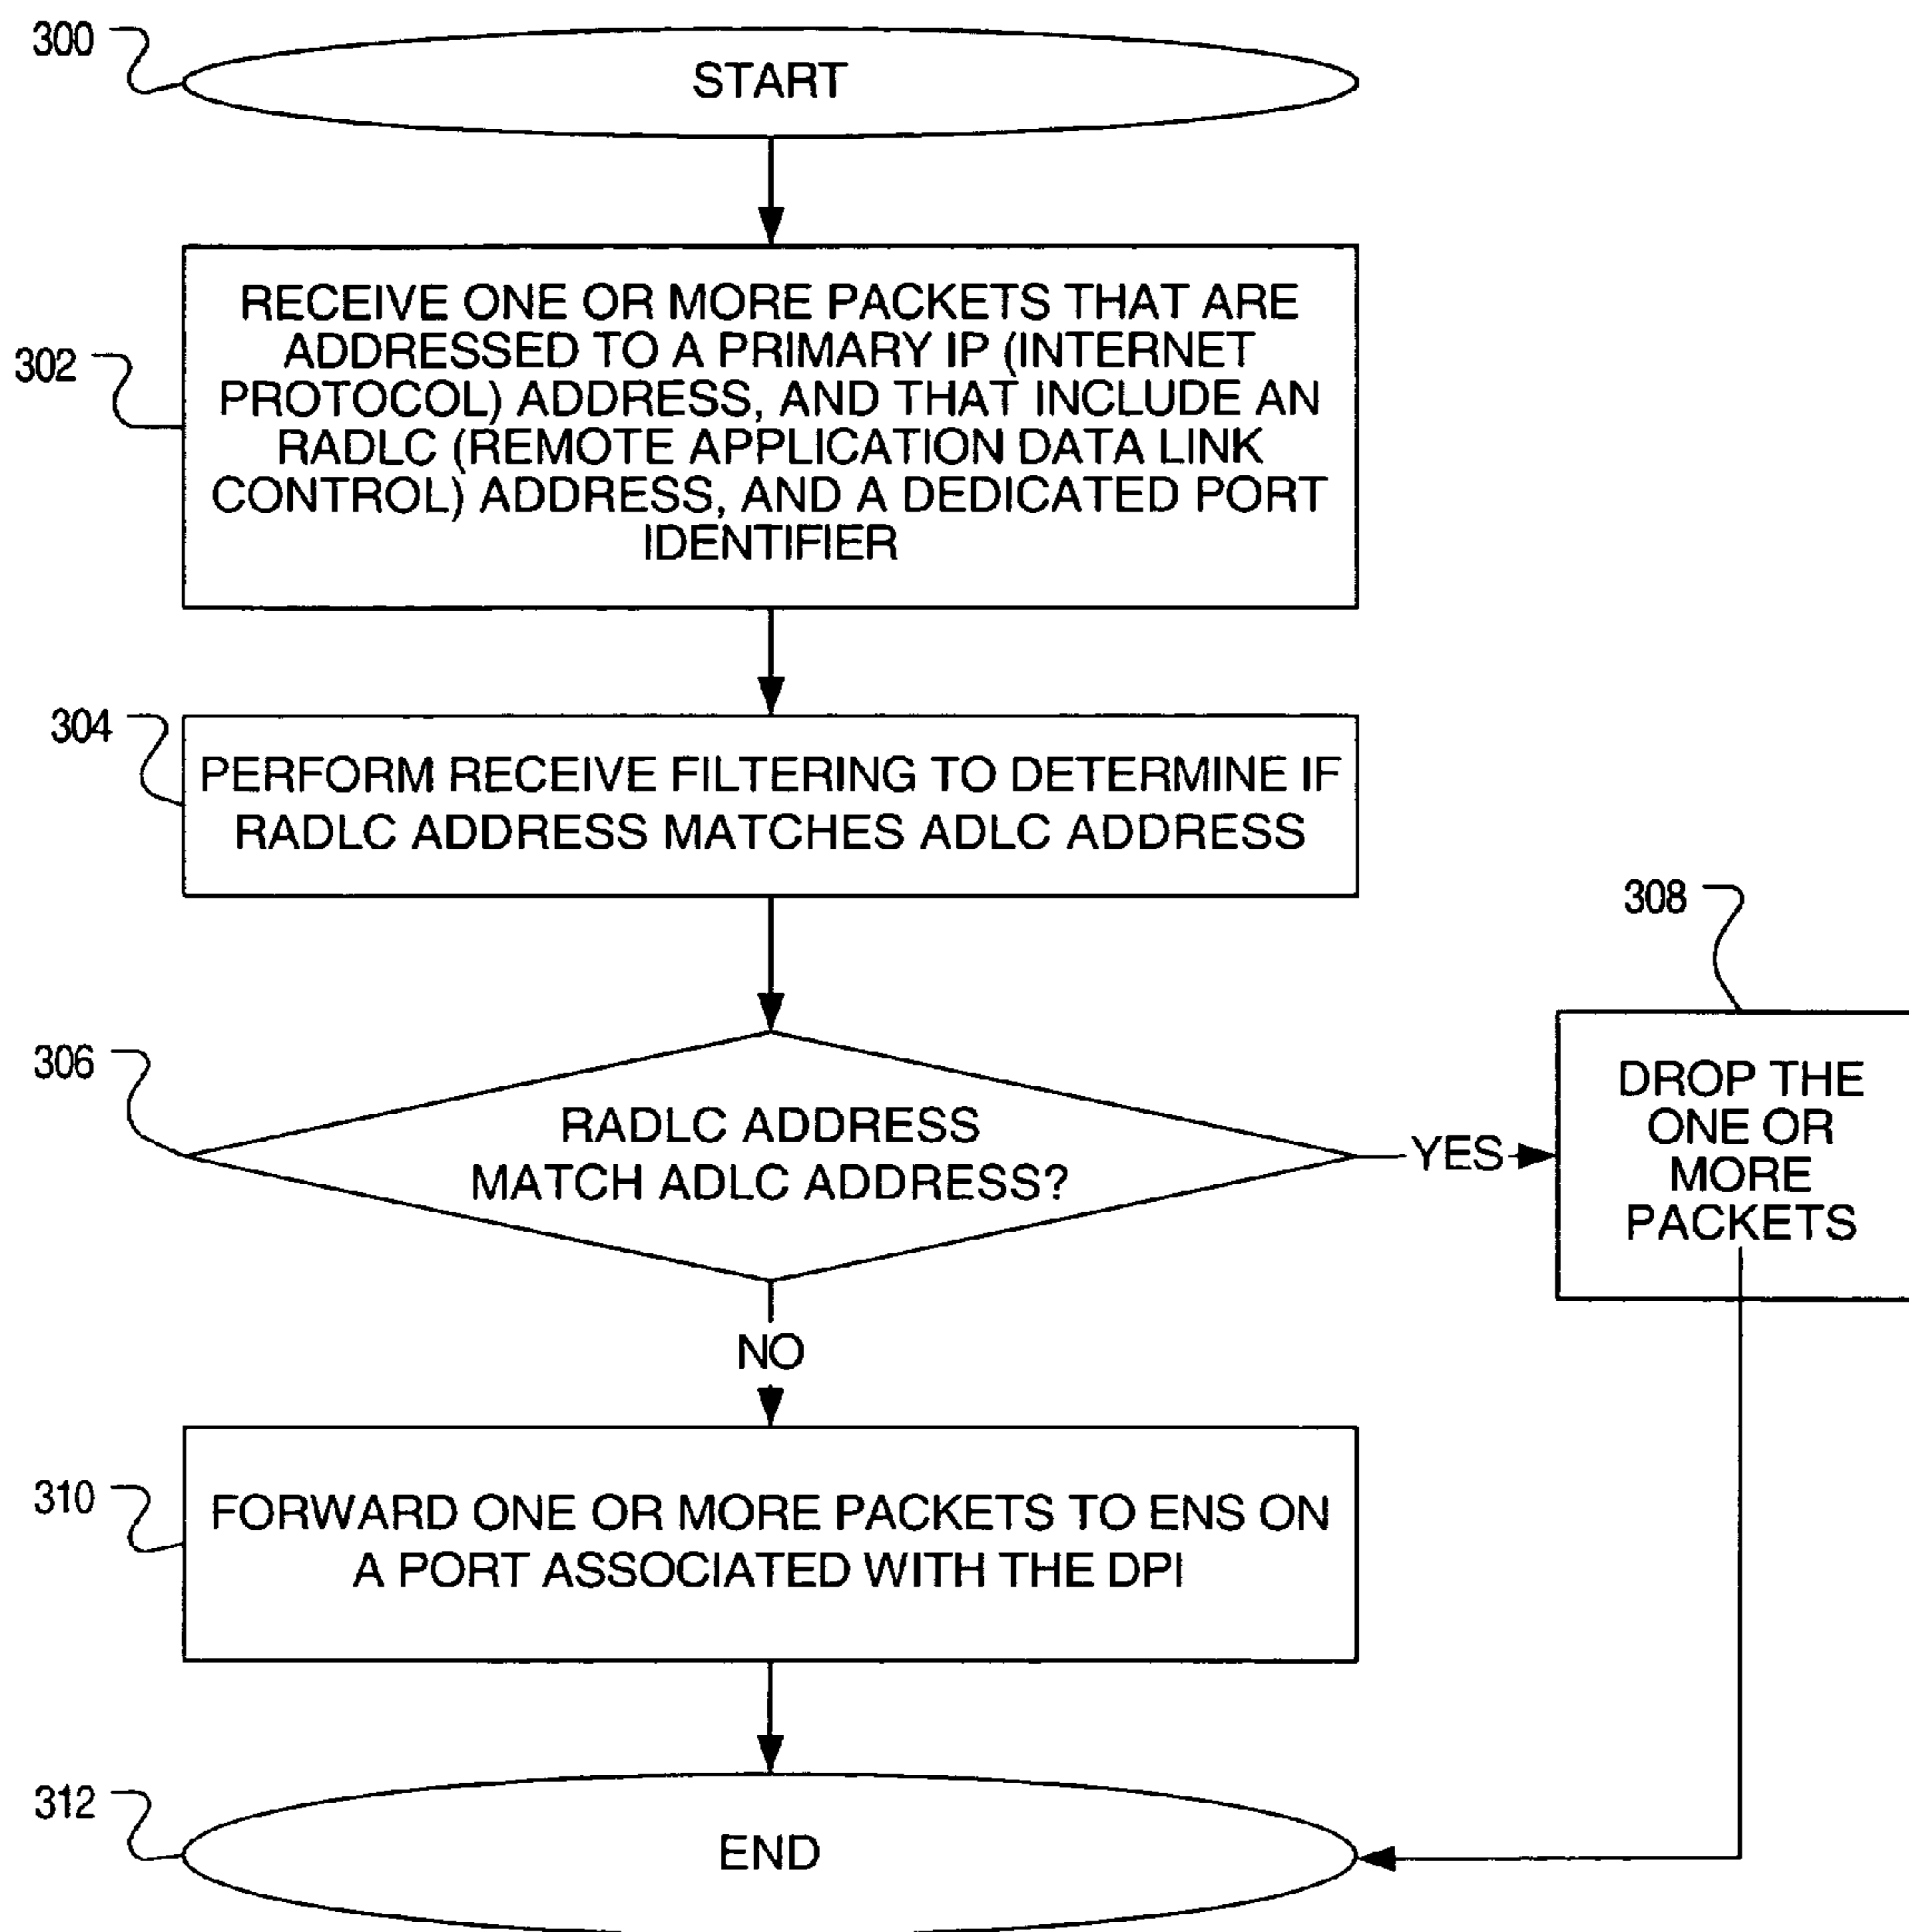 300
START
302
RECEIVE ONE OR MORE PACKETS THAT ARE
ADDRESSED TO A PRIMARY IP (INTERNET
PROTOCOL) ADDRESS, AND THAT INCLUDE AN
RADLC (REMOTE APPLICATION DATA LINK
CONTROL) ADDRESS, AND A DEDICATED PORT
IDENTIFIER
304
PERFORM RECEIVE FILTERING TO DETERMINE IF
RADLC ADDRESS MATCHES ADLC ADDRESS
306
RADLC ADDRESS
MATCH ADLC ADDRESS?
YES
308
DROP THE
ONE OR
MORE
PACKETS
NO
310
FORWARD ONE OR MORE PACKETS TO ENS ON
A PORT ASSOCIATED WITH THE DPI
312
END